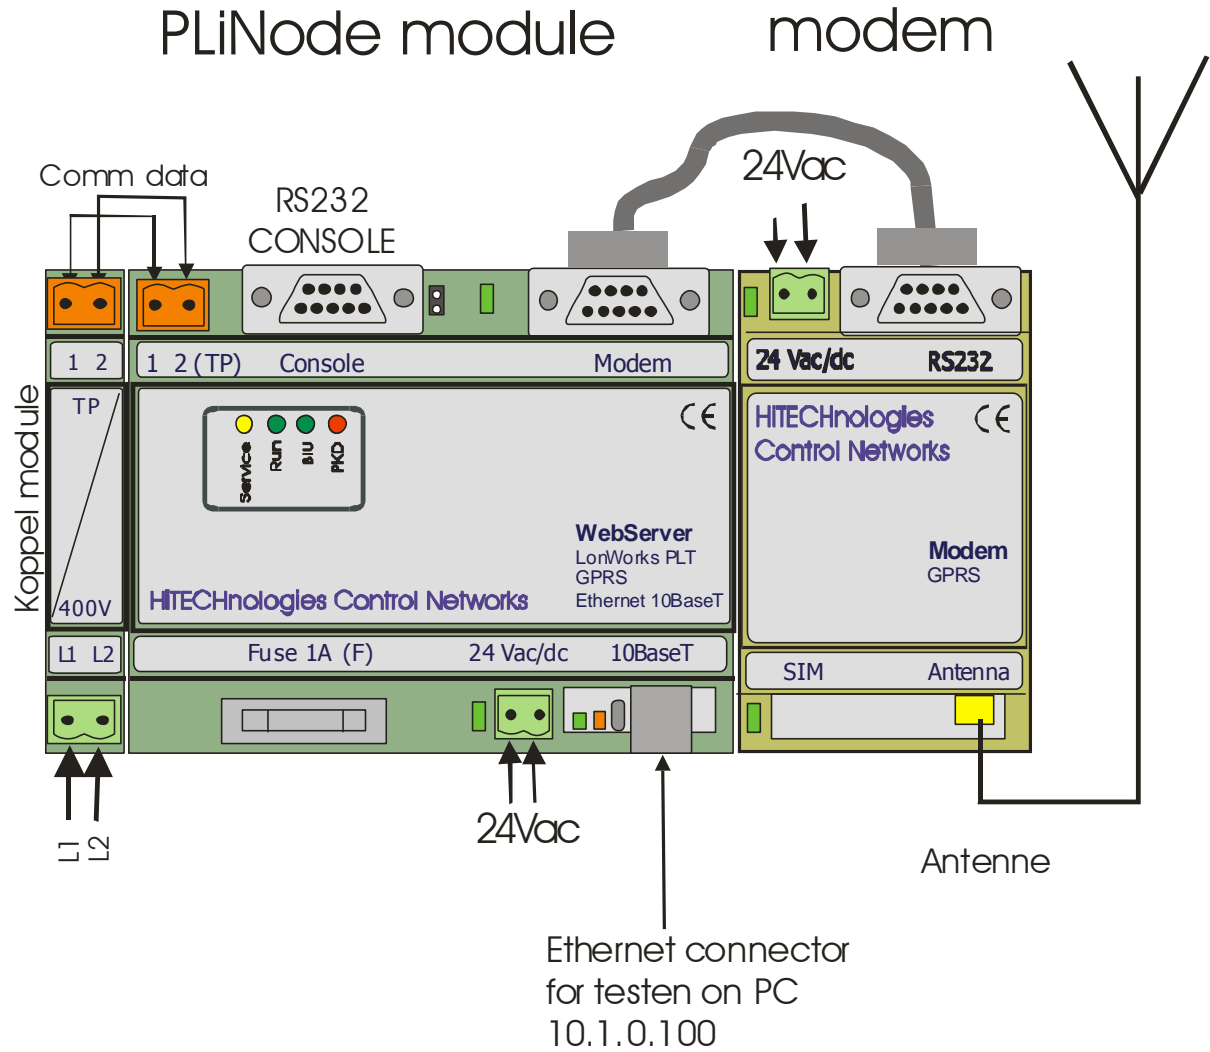 PLiNode module
modem
Comm data
RS232
CONSOLE
24Vac
1 2
1 2 (TP)
Console
Modem
24 Vac/dc
RS232
Koppel module
TP
400V
Service
Run
BIU
PKD
CE
WebServer
LonWorks PLT
GPRS
Ethernet 10BaseT
HiTECHnologies Control Networks
HiTECHnologies
Control Networks
CE
Modem
GPRS
L1 L2
Fuse 1A (F)
24 Vac/dc
10BaseT
SIM
Antenna
L1
L2
24Vac
Antenne
Ethernet connector
for testen on PC
10.1.0.100